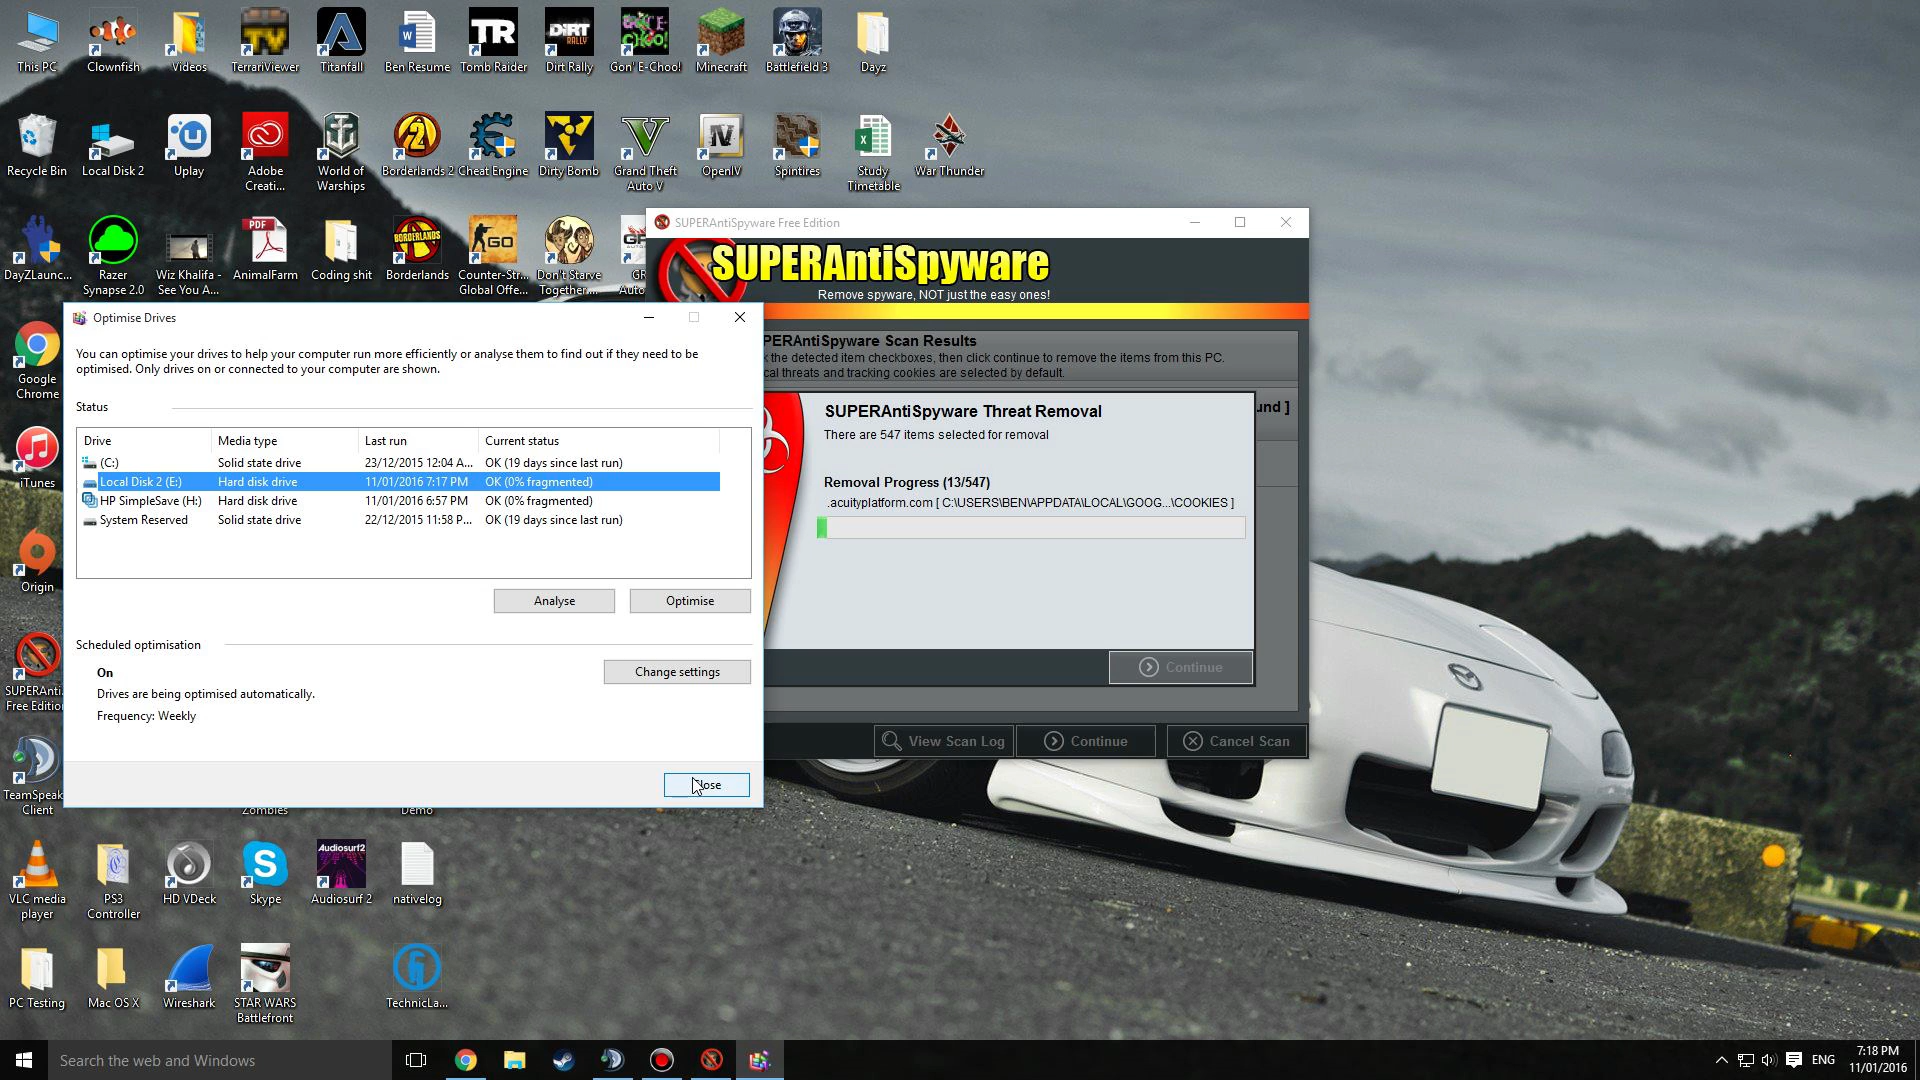 This PC
Clownfish
Videos
TerrariViewer
Titanfall
Ben Resume
Tomb Raider
Dirt Rally
Gon' E-Choo!
Minecraft
Battlefield 3
Dayz
Recycle Bin
Local Disk 2
Uplay
Adobe
Creati...
World of
Warships
Borderlands 2
Cheat Engine
Dirty Bomb
Grand Theft
Auto V
OpenIV
Spintires
Study
Timetable
War Thunder
DayZLaunc...
Razer
Synapse 2.0
Wiz Khalifa -
See You A...
AnimalFarm
Coding shit
Borderlands
Counter-Str...
Global Offe...
Don't Starve
Together...
Google
Chrome
iTunes
Origin
SUPERAnti...
Free Edition
TeamSpeak
Client
Zombies
Demo
VLC media
player
PS3
Controller
HD VDeck
Skype
Audiosurf 2
nativelog
PC Testing
Mac OS X
Wireshark
STAR WARS
Battlefront
TechnicLa...
SUPERAntiSpyware Free Edition
SUPERAntiSpyware
Remove spyware, NOT just the easy ones!
PERAntiSpyware Scan Results
k the detected item checkboxes, then click continue to remove the items from this PC.
cal threats and tracking cookies are selected by default.
und ]
SUPERAntiSpyware Threat Removal
There are 547 items selected for removal
Removal Progress (13/547)
.acuityplatform.com [ C:\USERS\BEN\APPDATA\LOCAL\GOOG...\COOKIES ]
Continue
View Scan Log
Continue
Cancel Scan
Optimise Drives
You can optimise your drives to help your computer run more efficiently or analyse them to find out if they need to be
optimised. Only drives on or connected to your computer are shown.
Status
Drive Media type Last run Current status
(C:) Solid state drive 23/12/2015 12:04 A... OK (19 days since last run)
Local Disk 2 (E:) Hard disk drive 11/01/2016 7:17 PM OK (0% fragmented)
HP SimpleSave (H:) Hard disk drive 11/01/2016 6:57 PM OK (0% fragmented)
System Reserved Solid state drive 22/12/2015 11:58 P... OK (19 days since last run)
Analyse
Optimise
Scheduled optimisation
On
Change settings
Drives are being optimised automatically.
Frequency: Weekly
Search the web and Windows
ENG
7:18 PM
11/01/2016